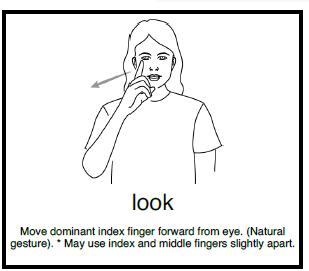 look
Move dominant index finger forward from eye. (Natural
gesture). * May use index and middle fingers slightly apart.